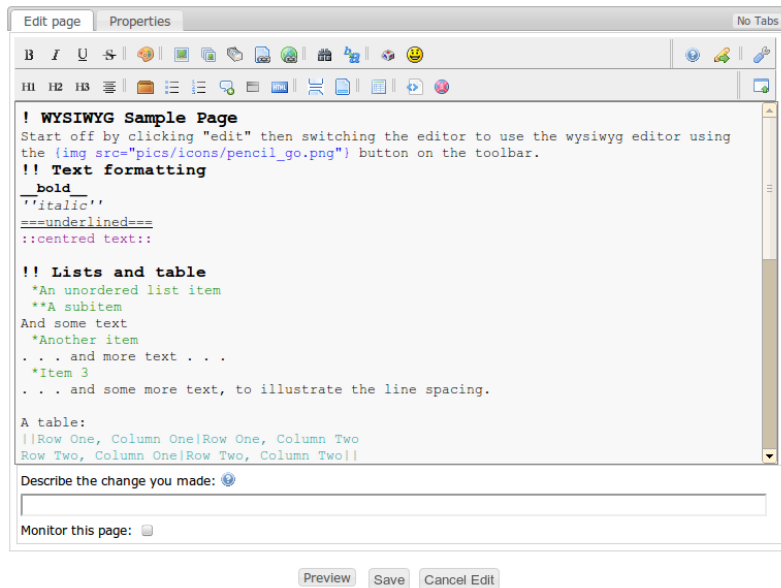 Edit page Properties No Tabs
B I U S
H1 H2 H3 HTML
! WYSIWYG Sample Page
Start off by clicking "edit" then switching the editor to use the wysiwyg editor using
the {img src="pics/icons/pencil_go.png"} button on the toolbar.
!! Text formatting
__bold__
''italic''
===underlined===
::centred text::
!! Lists and table
*An unordered list item
**A subitem
And some text
*Another item
. . . and more text . . .
*Item 3
. . . and some more text, to illustrate the line spacing.
A table:
||Row One, Column One|Row One, Column Two
Row Two, Column One|Row Two, Column Two||
Describe the change you made:
Monitor this page:
Preview Save Cancel Edit